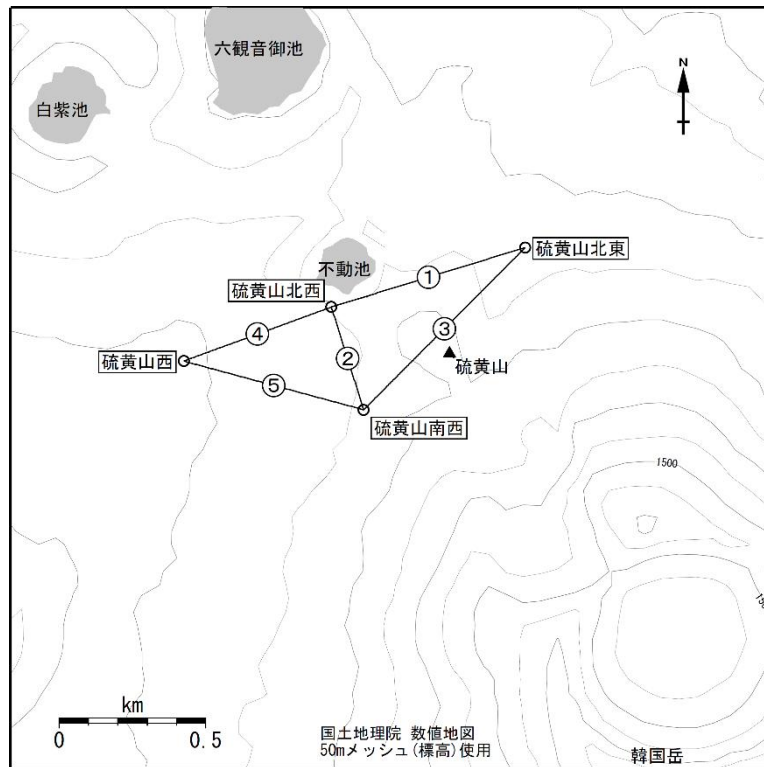 六観音御池
白紫池
N
硫黄山北東
不動池
①
硫黄山北西
③
④
硫黄山西
②
硫黄山
⑤
硫黄山南西
1500
km
0 0.5
国土地理院 数値地図
50mメッシュ(標高)使用
韓国岳